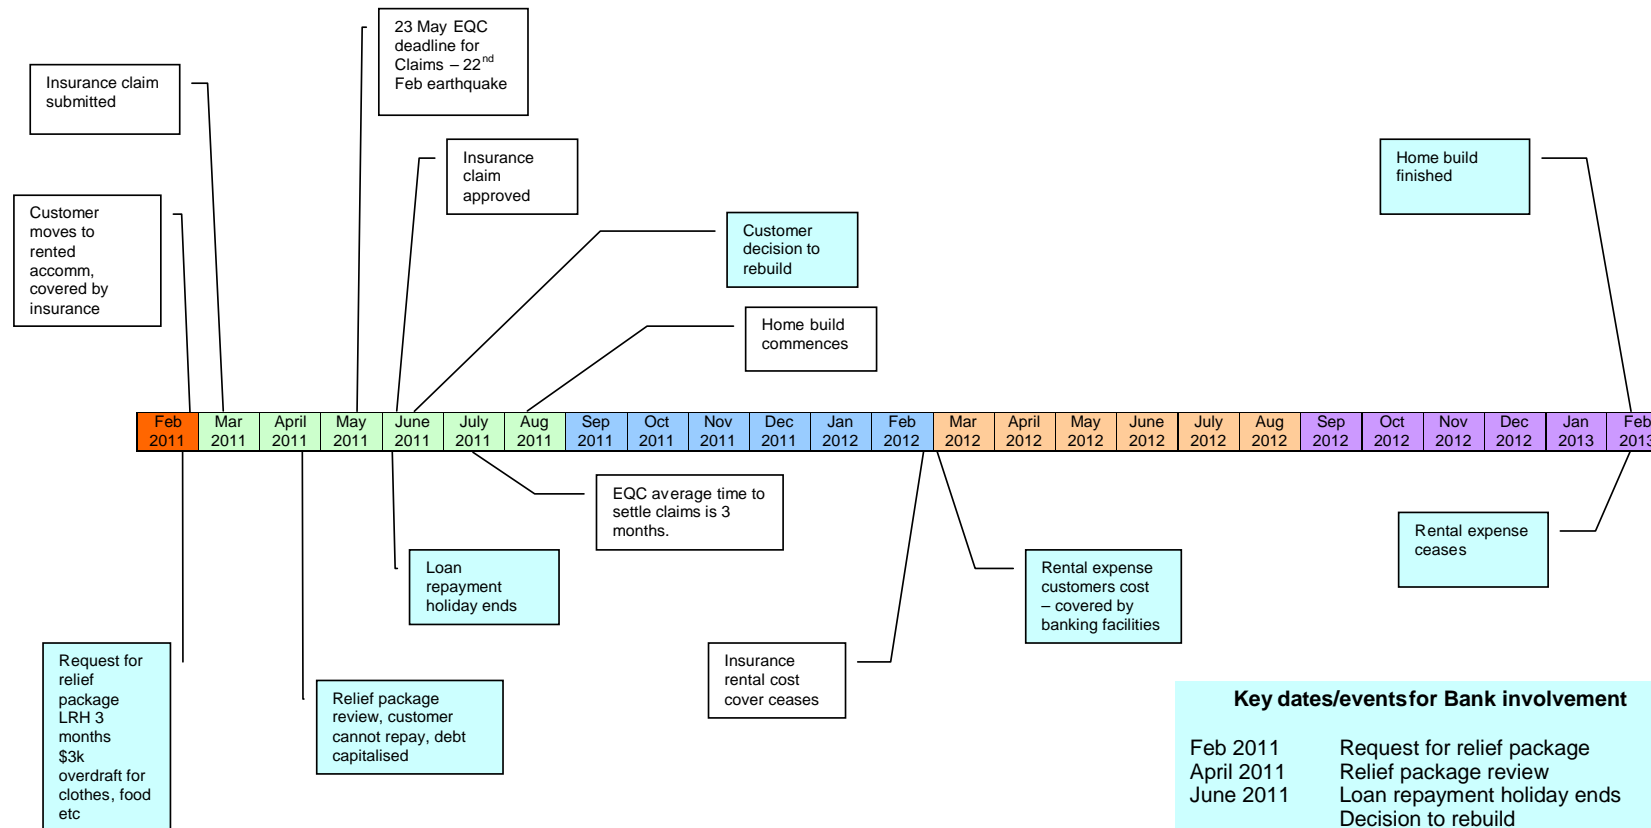 23 May EQC
deadline for
Claims – 22nd
Feb earthquake
Insurance claim
submitted
Insurance
claim
approved
Home build
finished
Customer
moves to
rented
accomm,
covered by
insurance
Customer
decision to
rebuild
Home build
commences
Feb 2011
Mar 2011
April 2011
May 2011
June 2011
July 2011
Aug 2011
Sep 2011
Oct 2011
Nov 2011
Dec 2011
Jan 2012
Feb 2012
Mar 2012
April 2012
May 2012
June 2012
July 2012
Aug 2012
Sep 2012
Oct 2012
Nov 2012
Dec 2012
Jan 2013
Feb 2013
EQC average time to
settle claims is 3
months.
Rental expense
ceases
Loan
repayment
holiday ends
Rental expense
customers cost
– covered by
banking facilities
Request for
relief
package
LRH 3
months
$3k
overdraft for
clothes, food
etc
Relief package
review, customer
cannot repay, debt
capitalised
Insurance
rental cost
cover ceases
Key dates/events for Bank involvement
Feb 2011 Request for relief package
April 2011 Relief package review
June 2011 Loan repayment holiday ends
Decision to rebuild